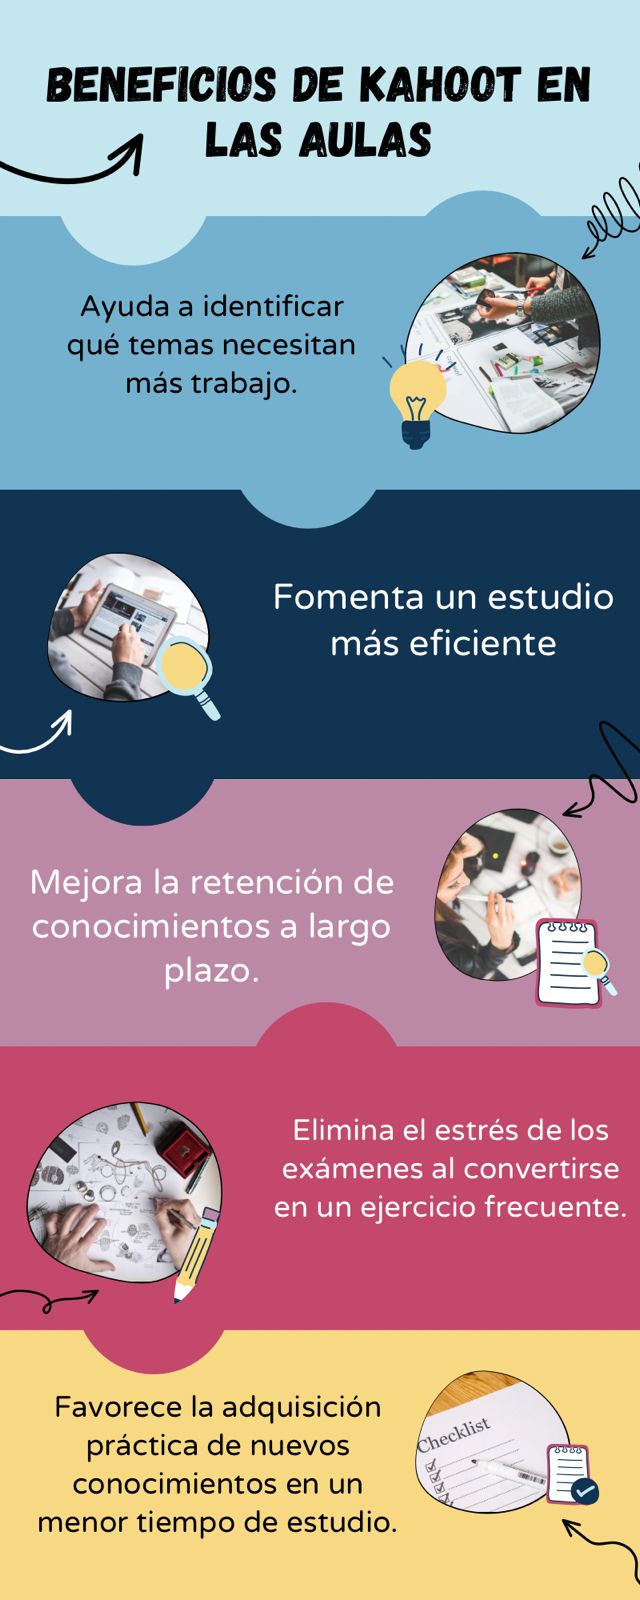 BENEFICIOS DE KAHOOT EN
LAS AULAS
Ayuda a identificar
qué temas necesitan
más trabajo.
Fomenta un estudio
más eficiente
Mejora la retención de
conocimientos a largo
plazo.
Elimina el estrés de los
exámenes al convertirse
en un ejercicio frecuente.
Favorece la adquisición
práctica de nuevos
conocimientos en un
menor tiempo de estudio.
Checklist